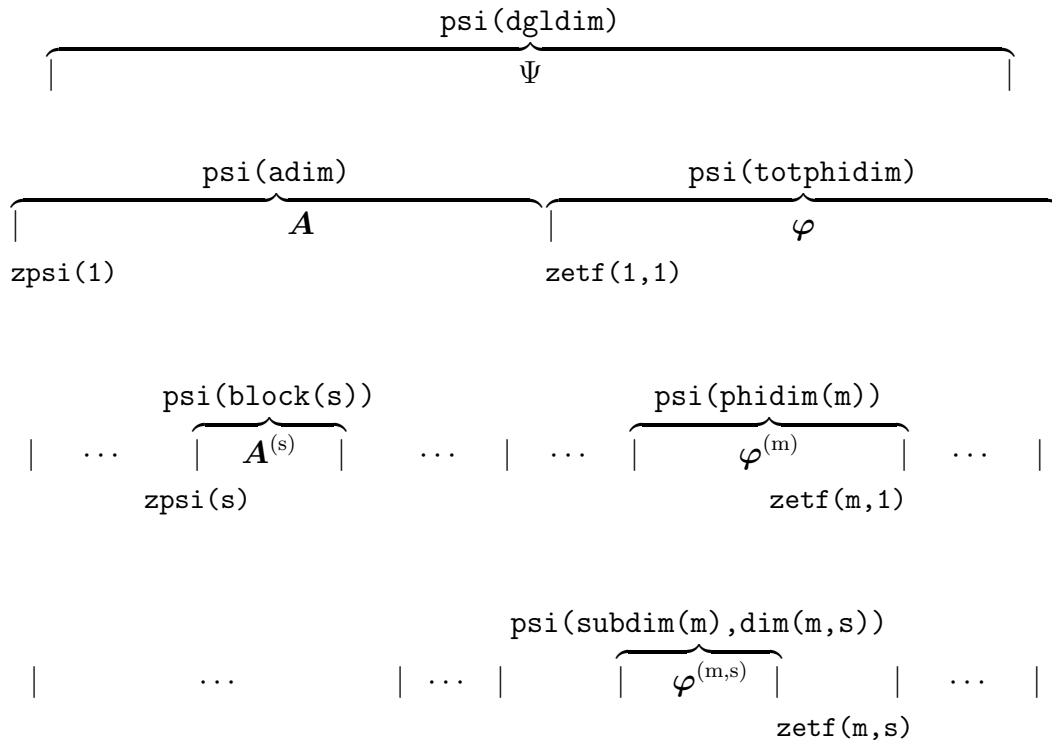 psi(dgldim)
| Ψ |
psi(adim) psi(totphidim)
| A | φ
zpsi(1) zetf(1,1)
psi(block(s)) psi(phidim(m))
| ··· | A^(s) | ··· | ··· | φ^(m) | ··· |
zpsi(s) zetf(m,1)
psi(subdim(m),dim(m,s))
| ··· | ··· | | φ^(m,s) | | ··· |
zetf(m,s)